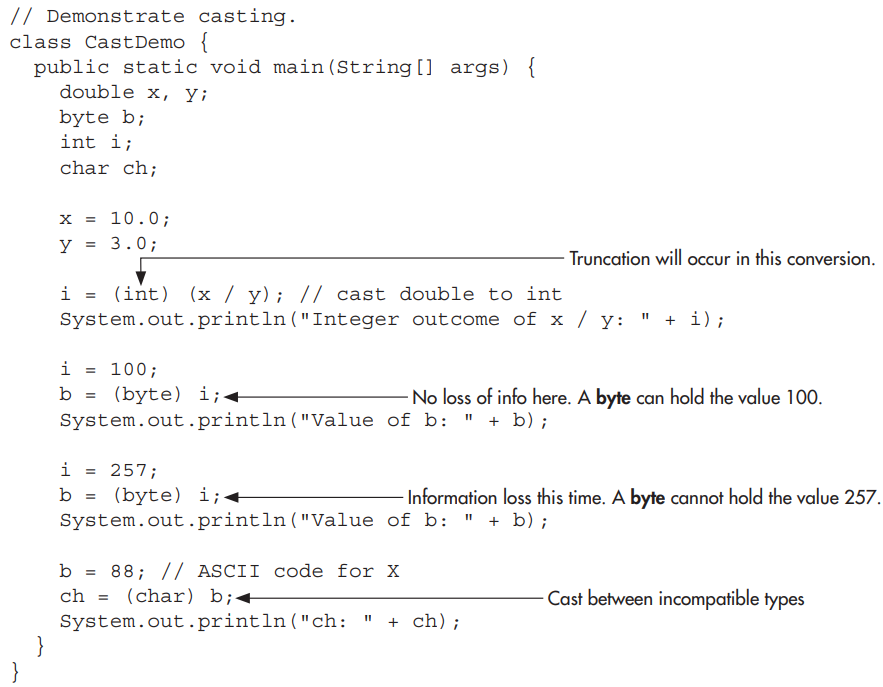 // Demonstrate casting.
class CastDemo {
  public static void main(String[] args) {
    double x, y;
    byte b;
    int i;
    char ch;

    x = 10.0;
    y = 3.0;
Truncation will occur in this conversion.
    i = (int) (x / y); // cast double to int
    System.out.println("Integer outcome of x / y: " + i);

    i = 100;
    b = (byte) i; No loss of info here. A byte can hold the value 100.
    System.out.println("Value of b: " + b);

    i = 257;
    b = (byte) i; Information loss this time. A byte cannot hold the value 257.
    System.out.println("Value of b: " + b);

    b = 88; // ASCII code for X
    ch = (char) b; Cast between incompatible types
    System.out.println("ch: " + ch);
  }
}